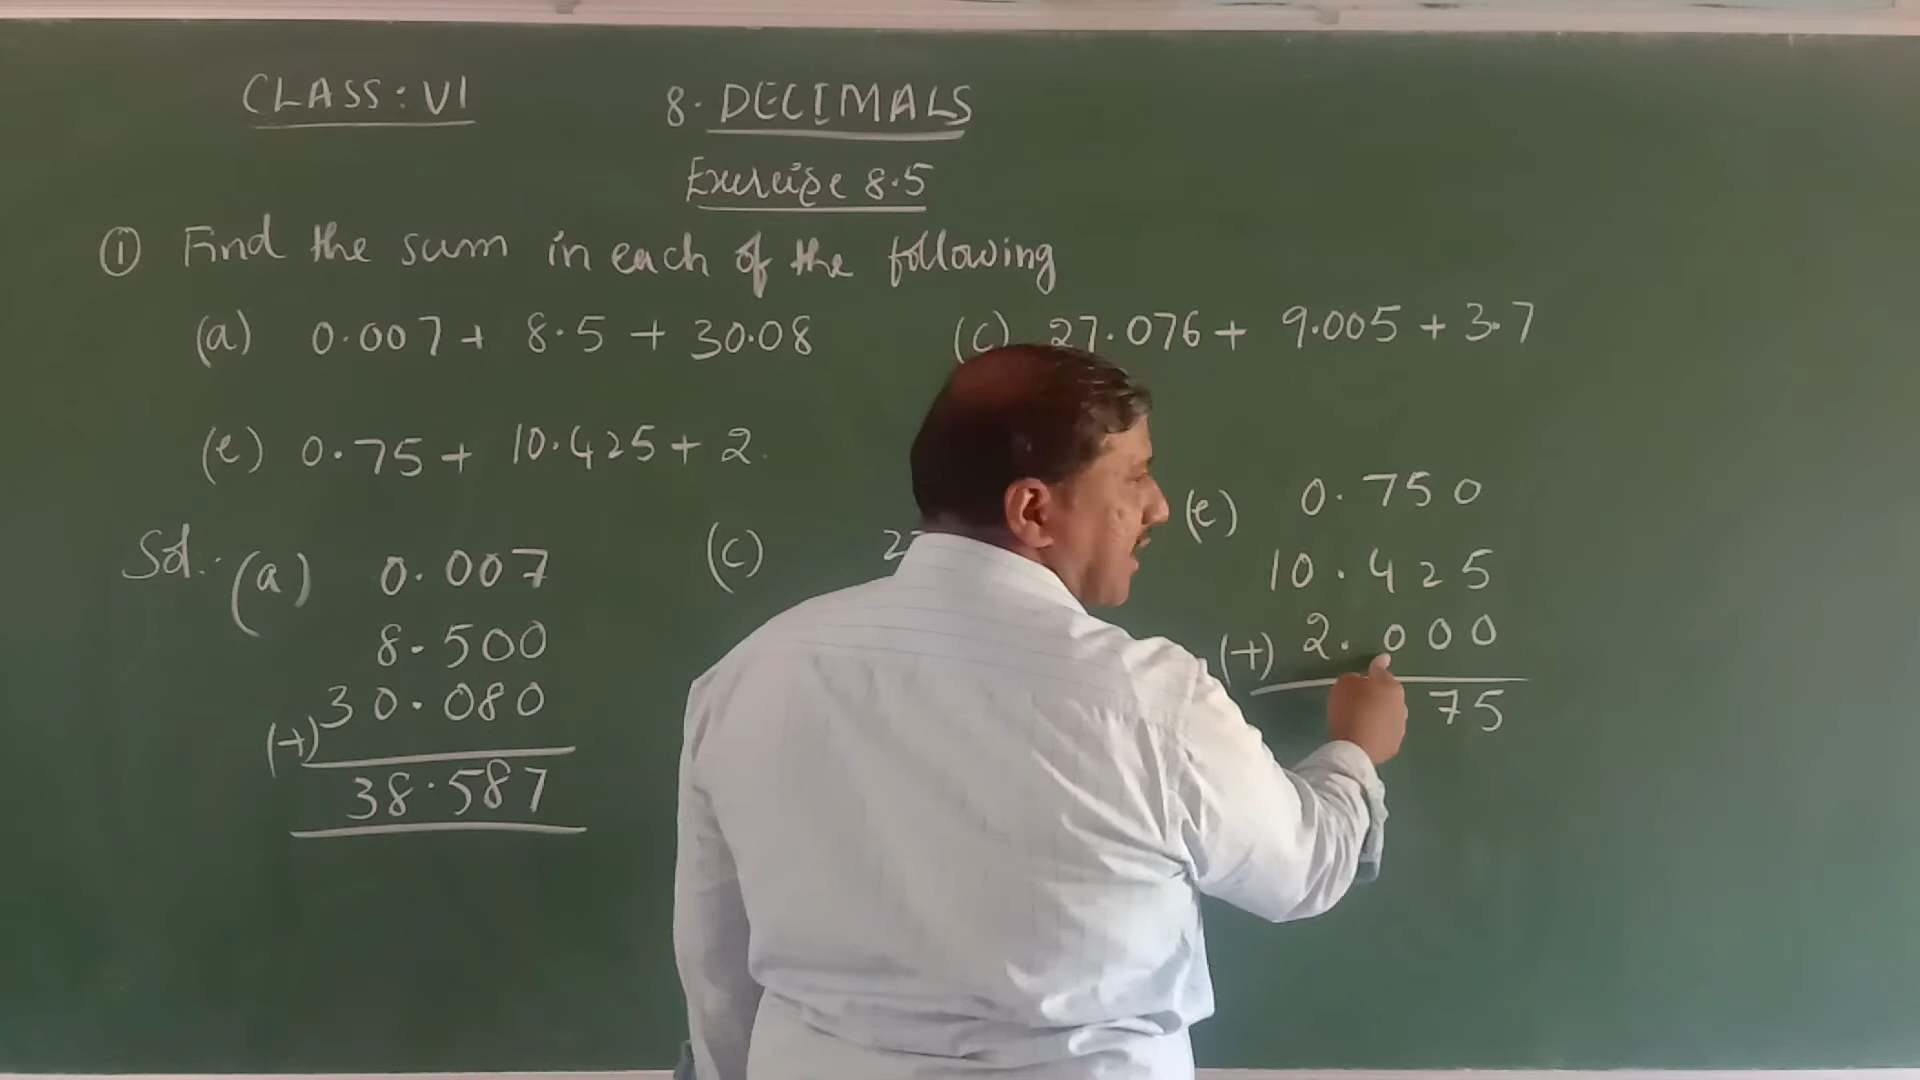 CLASS: VI
8. DECIMALS
Exercise 8.5
① Find the sum in each of the following
(a) 0.007 + 8.5 + 30.08
(c) 27.076 + 9.005 + 3.7
(e) 0.75 + 10.425 + 2.
Sol:. (a) 0.007
8.500
(+) 30.080
38.587
(c) 2
(e) 0.750
10.425
(+) 2.000
75